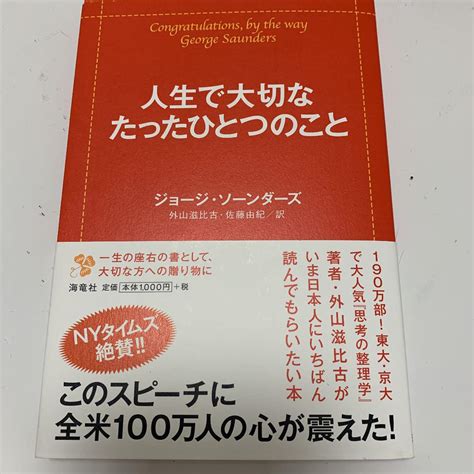 Congratulations, by the way
George Saunders
人生で大切な
たったひとつのこと
ジョージ・ソーンダーズ
外山滋比古・佐藤由紀/訳
一生の座右の書として、
大切な方への贈り物に
海竜社 定価 本体1,000円+税
190万部!東大・京大
で大人気『思考の整理学』
著者・外山滋比古が
いま日本人にいちばん
読んでもらいたい本
NYタイムズ
絶賛!!
このスピーチに
全米100万人の心が震えた!